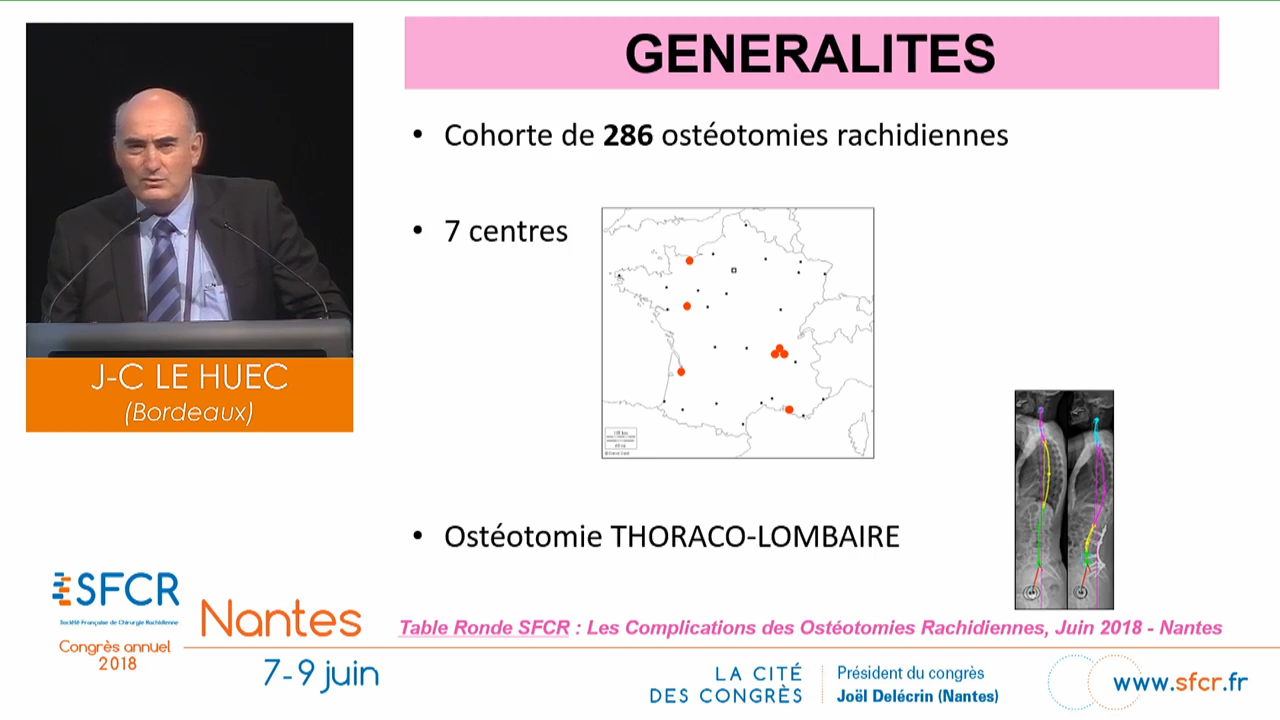 GENERALITES
• Cohorte de 286 ostéotomies rachidiennes
• 7 centres
J-C LE HUEC
(Bordeaux)
• Ostéotomie THORACO-LOMBAIRE
SFCR
Société Française de Chirurgie Rachidienne
Congrès annuel
2018
Nantes
7-9 juin
Table Ronde SFCR : Les Complications des Ostéotomies Rachidiennes, Juin 2018 - Nantes
LA CITÉ
DES CONGRÈS
Président du congrès
Joël Delécrin (Nantes)
www.sfcr.fr